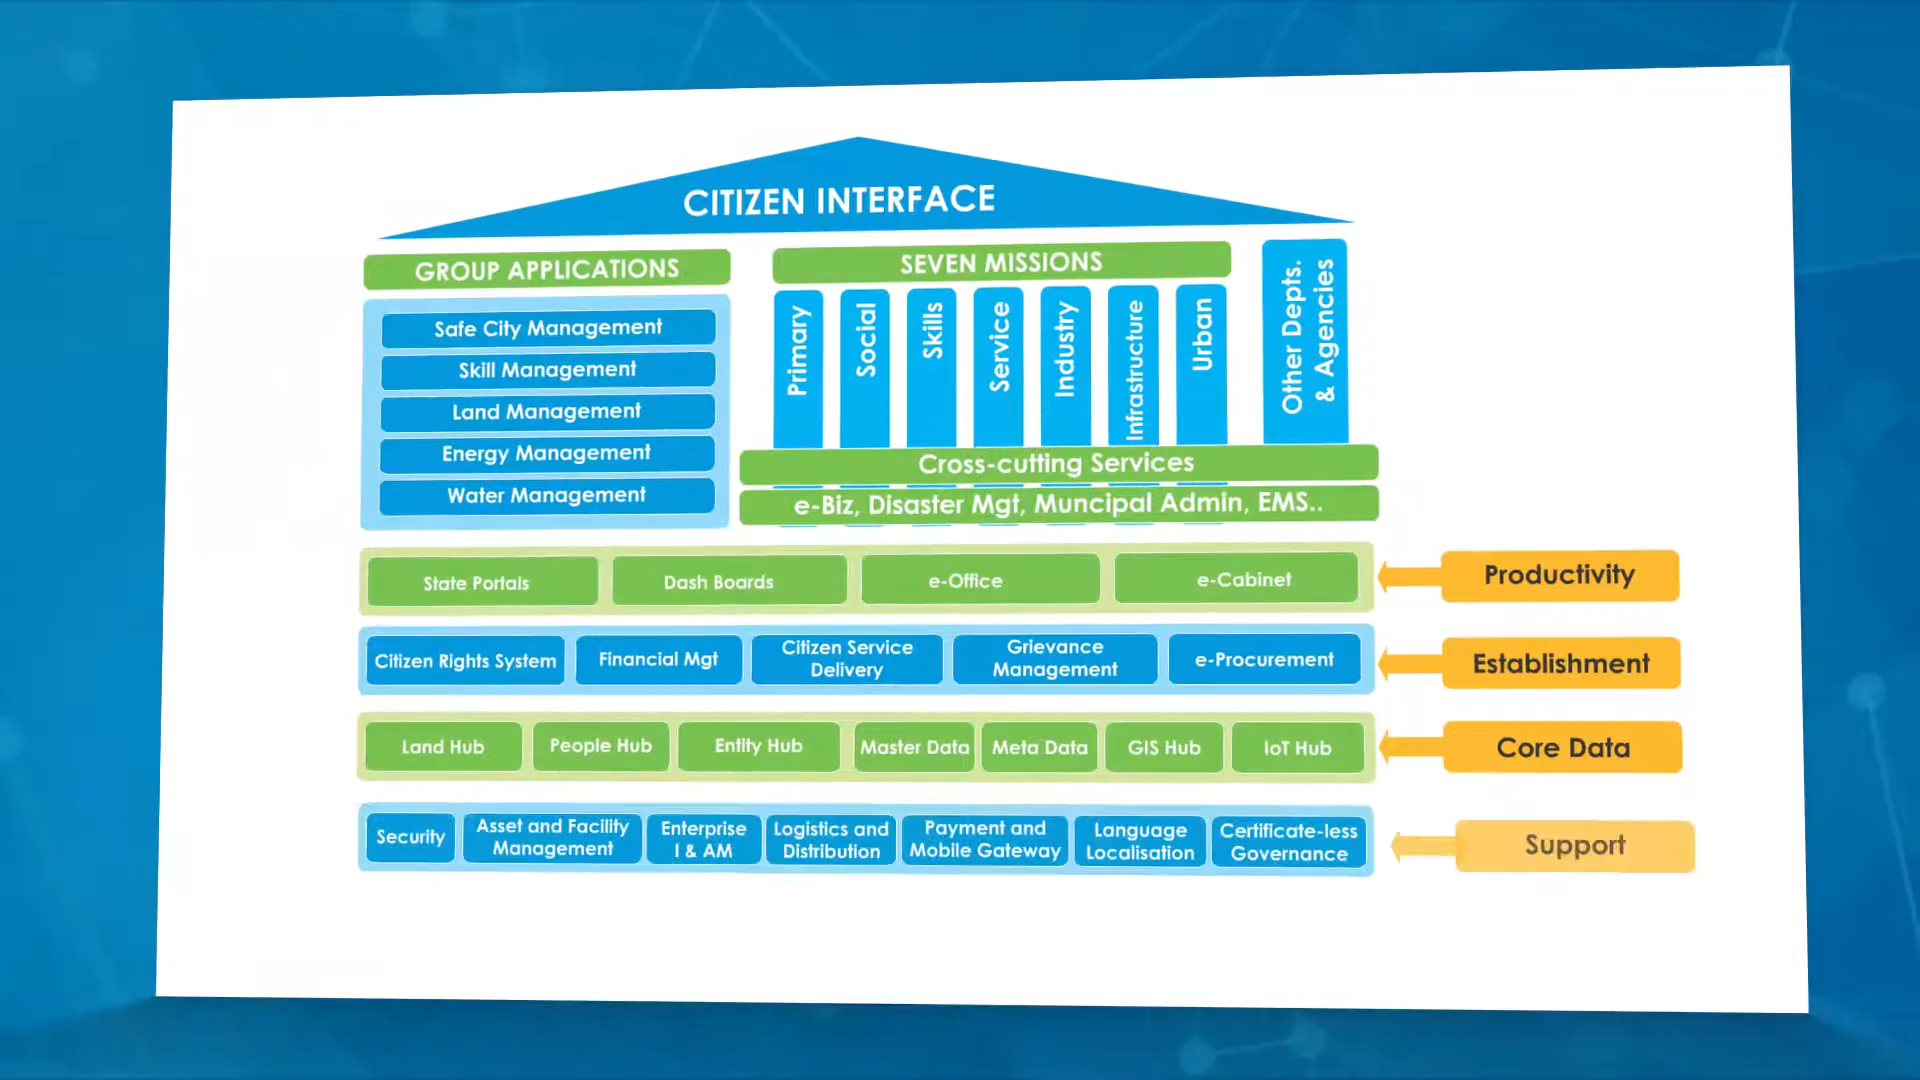 CITIZEN INTERFACE
GROUP APPLICATIONS
Safe City Management
Skill Management
Land Management
Energy Management
Water Management
SEVEN MISSIONS
Primary
Social
Skills
Service
Industry
Infrastructure
Urban
Other Depts.
& Agencies
Cross-cutting Services
e-Biz, Disaster Mgt, Muncipal Admin, EMS..
State Portals
Dash Boards
e-Office
e-Cabinet
Productivity
Citizen Rights System
Financial Mgt
Citizen Service
Delivery
Grievance
Management
e-Procurement
Establishment
Land Hub
People Hub
Entity Hub
Master Data
Meta Data
GIS Hub
IoT Hub
Core Data
Security
Asset and Facility
Management
Enterprise
I & AM
Logistics and
Distribution
Payment and
Mobile Gateway
Language
Localisation
Certificate-less
Governance
Support